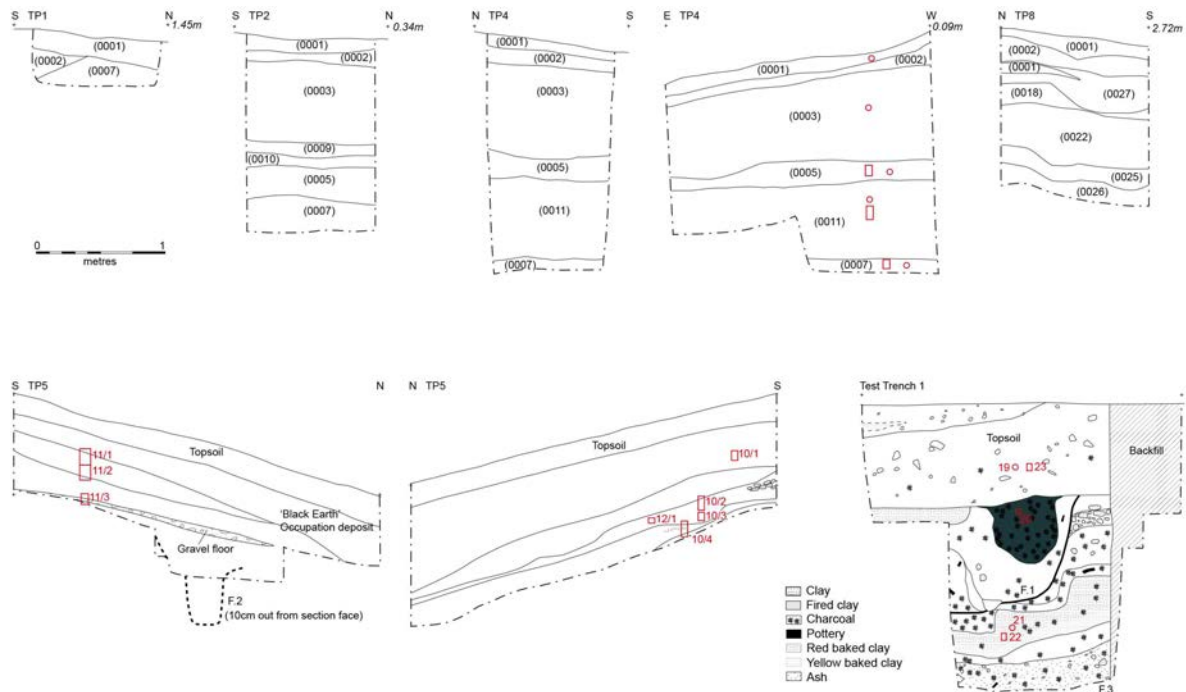 S TP1 N
1.45m
(0001)
(0002)
(0007)
S TP2 N
0.34m
(0001)
(0002)
(0003)
(0009)
(0010)
(0005)
(0007)
N TP4 S
(0001)
(0002)
(0003)
(0005)
(0011)
(0007)
E TP4 W
0.09m
(0001)
(0002)
(0003)
(0005)
(0011)
(0007)
N TP8 S
2.72m
(0001)
(0002)
(0001)
(0018)
(0027)
(0022)
(0025)
(0026)
0 1
metres
S TP5 N
Topsoil
11/1
11/2
11/3
'Black Earth'
Occupation deposit
Gravel floor
F.2
(10cm out from section face)
N TP5 S
Topsoil
10/1
10/2
12/1
10/3
10/4
Test Trench 1
Topsoil
Backfill
19
23
F.1
21
22
F.3
Clay
Fired clay
Charcoal
Pottery
Red baked clay
Yellow baked clay
Ash